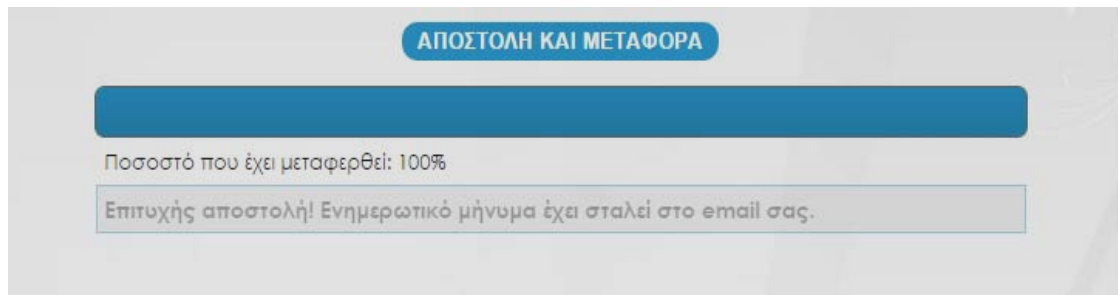 ΑΠΟΣΤΟΛΗ ΚΑΙ ΜΕΤΑΦΟΡΑ
Ποσοστό που έχει μεταφερθεί: 100%
Επιτυχής αποστολή! Ενημερωτικό μήνυμα έχει σταλεί στο email σας.